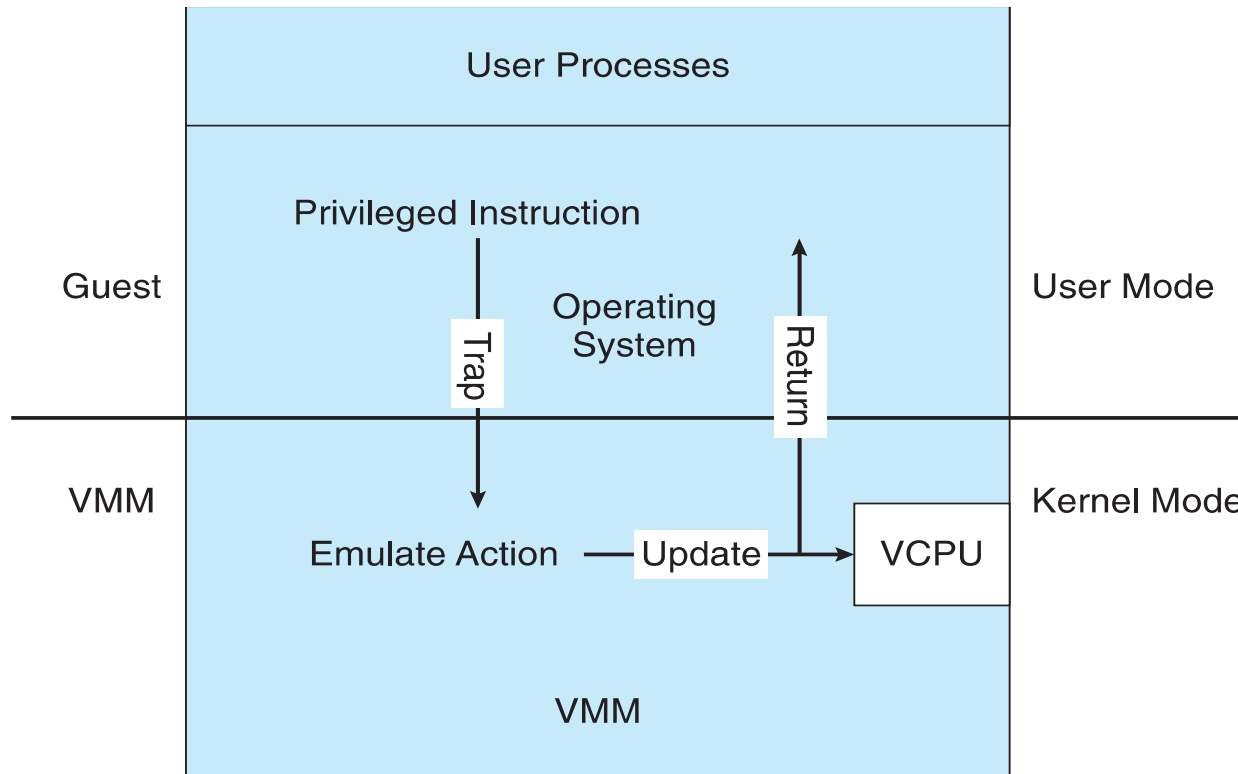 User Processes
Privileged Instruction
Guest
Operating
System
User Mode
Trap
Return
VMM
Kernel Mode
Emulate Action
Update
VCPU
VMM